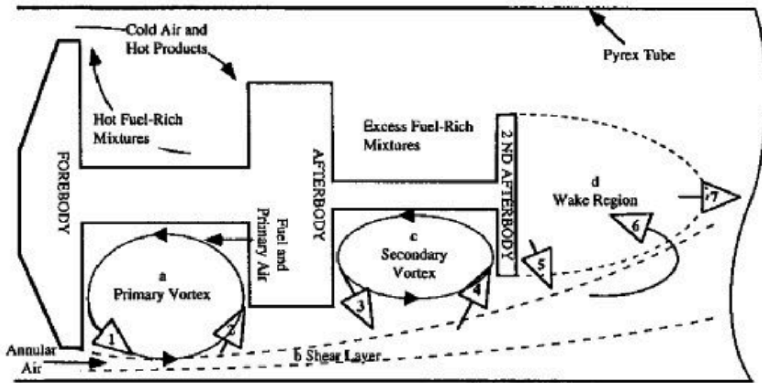 Cold Air and
Hot Products
Pyrex Tube
Hot Fuel-Rich
Mixtures
Excess Fuel-Rich
Mixtures
FOREBODY
AFTERBODY
2 ND AFTERBODY
Fuel and
Primary Air
d
Wake Region
7
6
a
Primary Vortex
c
Secondary
Vortex
5
1
2
3
4
Annular
Air
b Shear Layer